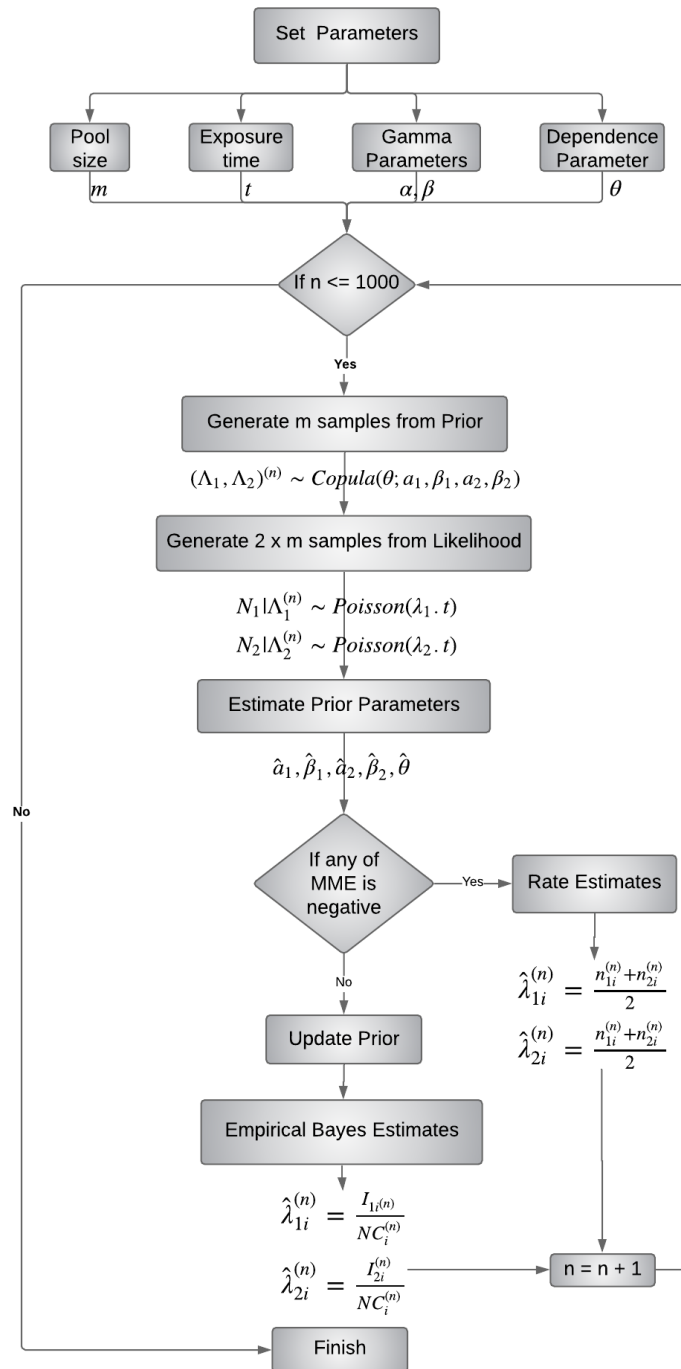 Set Parameters
Pool size
Exposure time
Gamma Parameters
Dependence Parameter
m
t
α, β
θ
If n <= 1000
Yes
Generate m samples from Prior
(Λ₁, Λ₂)⁽ⁿ⁾ ∼ Copula(θ; a₁, β₁, a₂, β₂)
Generate 2 x m samples from Likelihood
N₁|Λ₁⁽ⁿ⁾ ∼ Poisson(λ₁. t)
N₂|Λ₂⁽ⁿ⁾ ∼ Poisson(λ₂. t)
Estimate Prior Parameters
â₁, β̂₁, â₂, β̂₂, θ̂
No
If any of
MME is
negative
Yes
Rate Estimates
λ̂₁ᵢ⁽ⁿ⁾ = (n₁ᵢ⁽ⁿ⁾+n₂ᵢ⁽ⁿ⁾)/2
λ̂₂ᵢ⁽ⁿ⁾ = (n₁ᵢ⁽ⁿ⁾+n₂ᵢ⁽ⁿ⁾)/2
No
Update Prior
Empirical Bayes Estimates
λ̂₁ᵢ⁽ⁿ⁾ = I₁ᵢ₍ₙ₎/NCᵢ⁽ⁿ⁾
λ̂₂ᵢ⁽ⁿ⁾ = I₂ᵢ⁽ⁿ⁾/NCᵢ⁽ⁿ⁾
n = n + 1
Finish